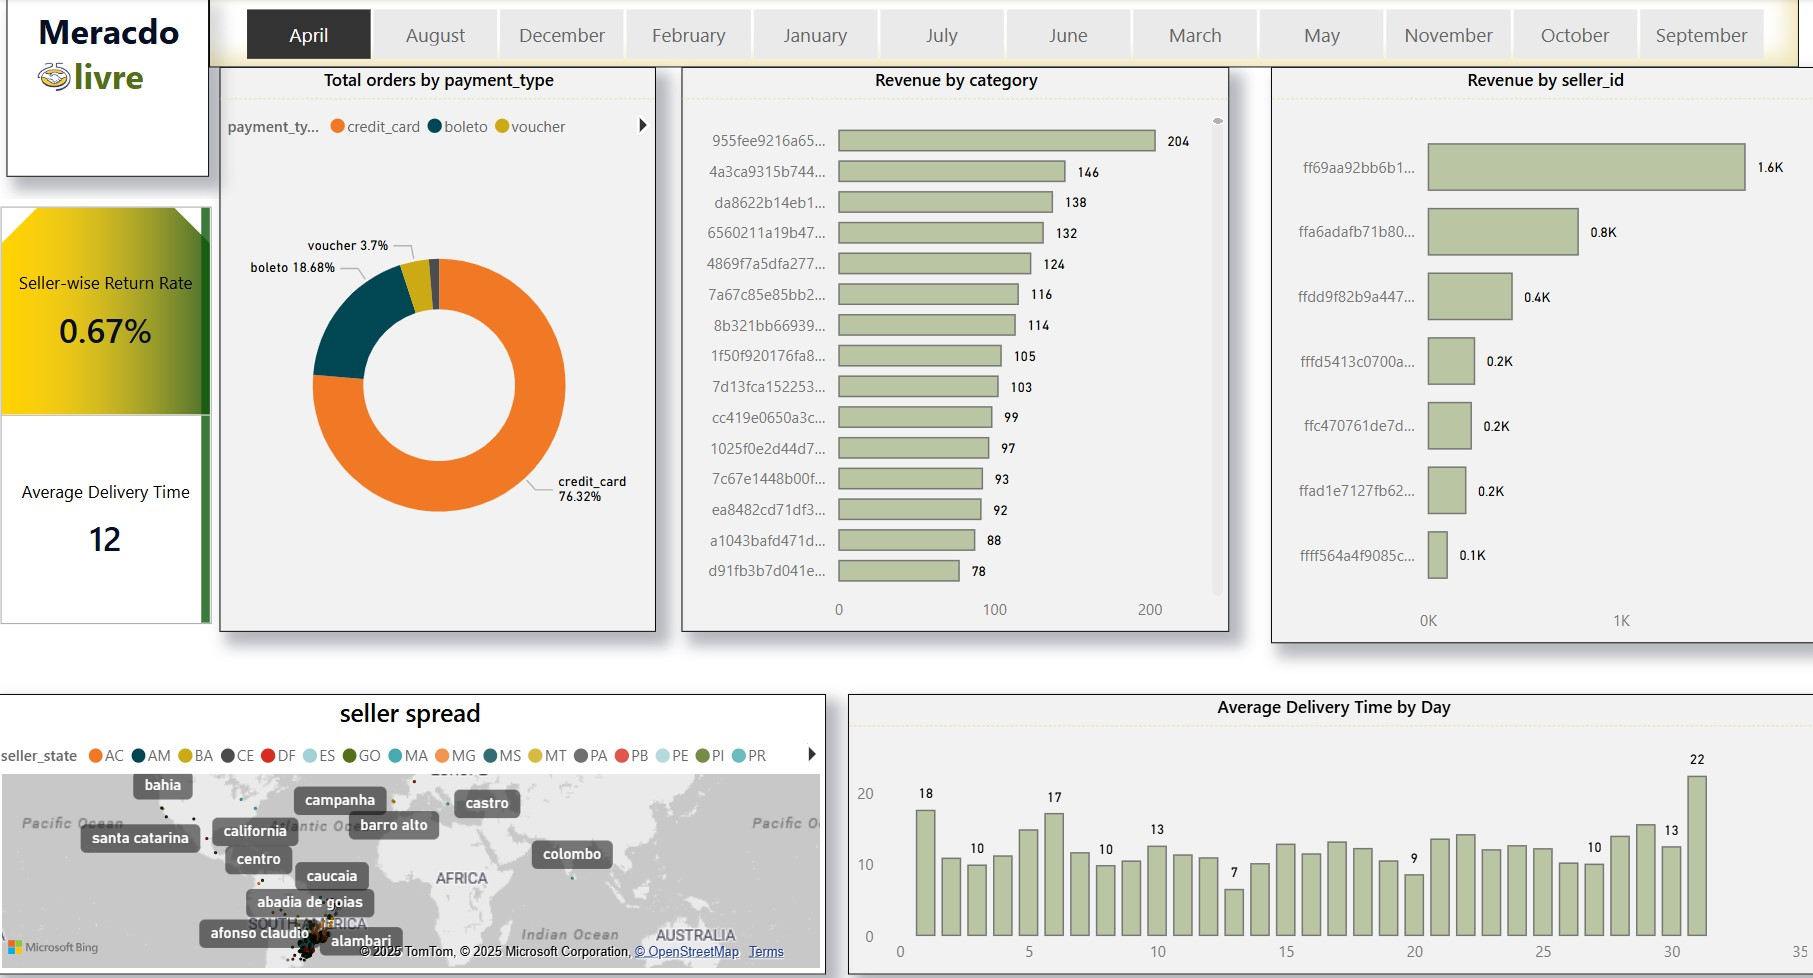 Meracdo
livre
April August December February January July June March May November October September
Total orders by payment_type
payment_ty... credit_card boleto voucher
voucher 3.7%
boleto 18.68%
credit_card
76.32%
Seller-wise Return Rate
0.67%
Average Delivery Time
12
Revenue by category
955fee9216a65... 204
4a3ca9315b744... 146
da8622b14eb1... 138
6560211a19b47... 132
4869f7a5dfa277... 124
7a67c85e85bb2... 116
8b321bb66939... 114
1f50f920176fa8... 105
7d13fca152253... 103
cc419e0650a3c... 99
1025f0e2d44d7... 97
7c67e1448b00f... 93
ea8482cd71df3... 92
a1043bafd471d... 88
d91fb3b7d041e... 78
0 100 200
Revenue by seller_id
ff69aa92bb6b1... 1.6K
ffa6adafb71b80... 0.8K
ffdd9f82b9a447... 0.4K
fffd5413c0700a... 0.2K
ffc470761de7d... 0.2K
ffad1e7127fb62... 0.2K
ffff564a4f9085c... 0.1K
0K 1K
seller spread
seller_state AC AM BA CE DF ES GO MA MG MS MT PA PB PE PI PR
bahia
campanha
castro
Pacific Ocean
Atlantic Oce
Pacific O
santa catarina
california
barro alto
centro
colombo
caucaia
AFRICA
abadia de goias
SOUTH AMERICA
afonso claudio
alambari
Indian Ocean
AUSTRALIA
Microsoft Bing
© 2025 TomTom, © 2025 Microsoft Corporation, © OpenStreetMap Terms
Average Delivery Time by Day
20
10
0
18 10 17 10 13 7 9 10 13 22
0 5 10 15 20 25 30 35